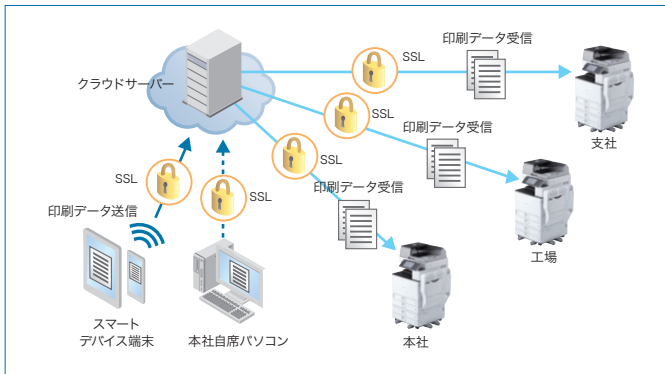 SSL
印刷データ受信
クラウドサーバー
SSL
支社
印刷データ受信
SSL
SSL
印刷データ受信
SSL
印刷データ送信
工場
スマート
デバイス端末
本社自席パソコン
本社